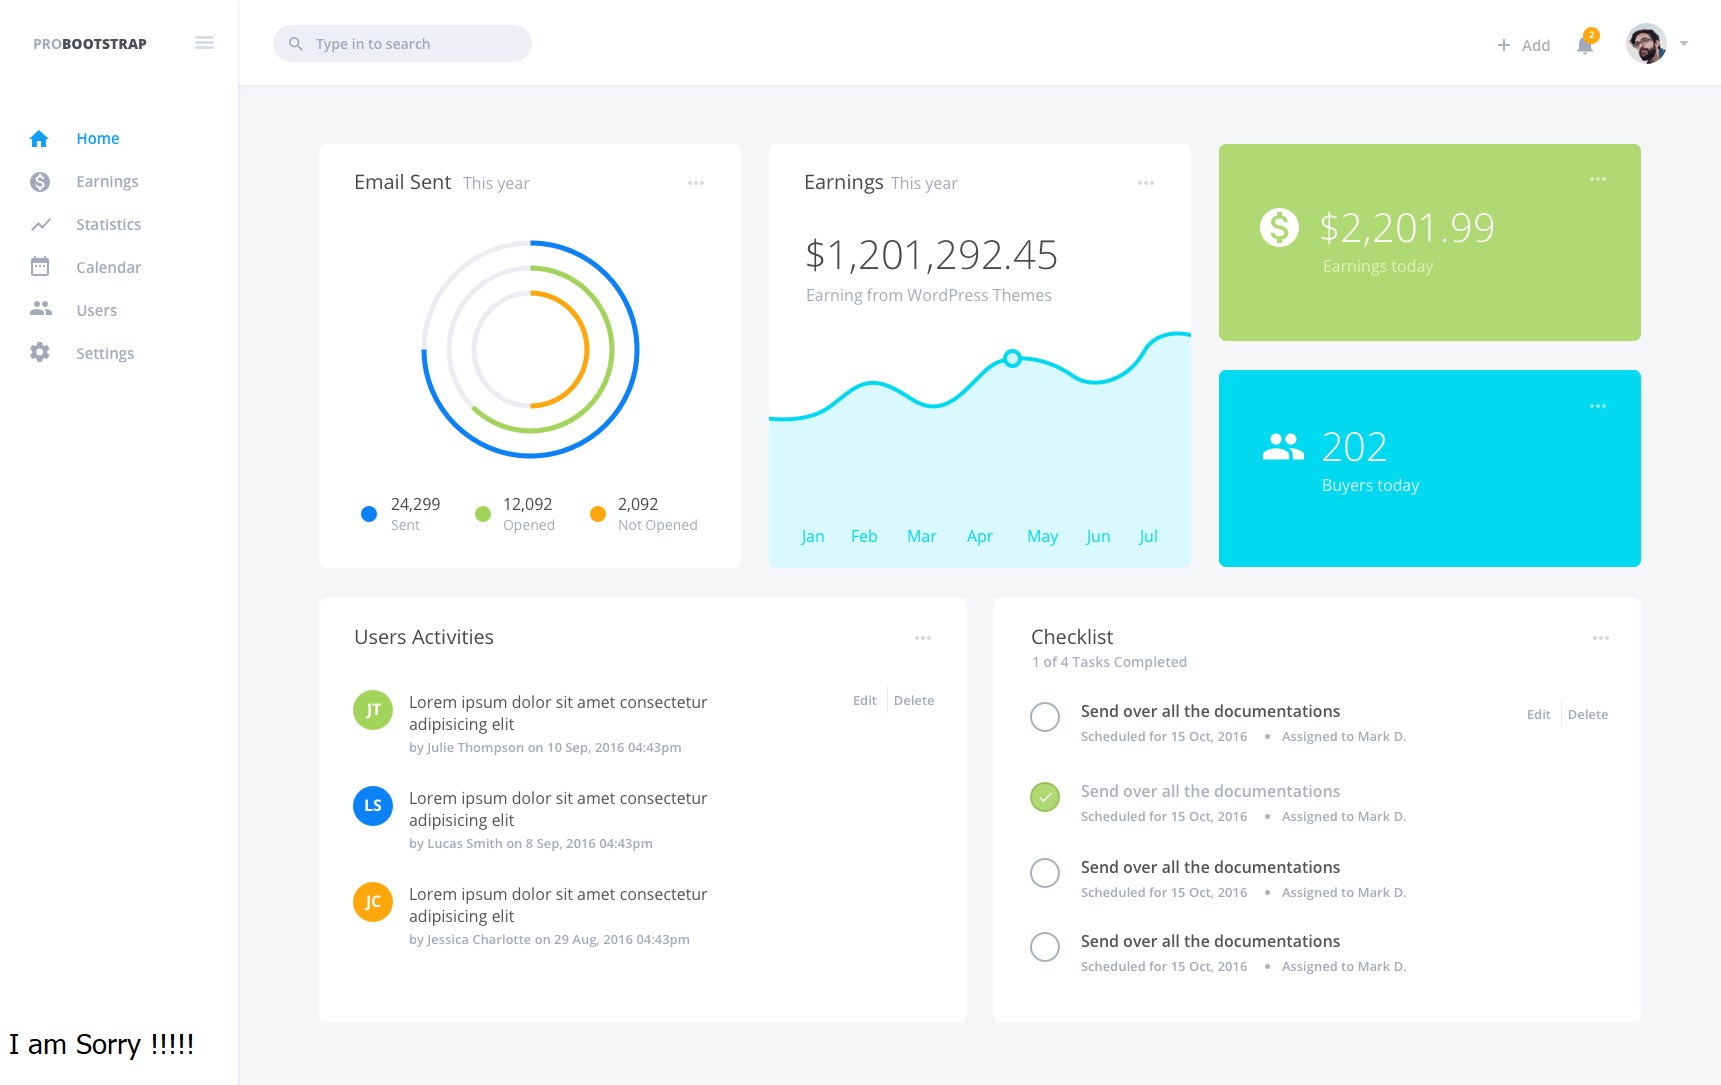 PROBOOTSTRAP
Type in to search
Add
2
Home
Earnings
Statistics
Calendar
Users
Settings
Email Sent This year
24,299
Sent
12,092
Opened
2,092
Not Opened
Earnings This year
$1,201,292.45
Earning from WordPress Themes
Jan Feb Mar Apr May Jun Jul
$2,201.99
Earnings today
202
Buyers today
Users Activities
JT
Lorem ipsum dolor sit amet consectetur
adipisicing elit
by Julie Thompson on 10 Sep, 2016 04:43pm
Edit Delete
LS
Lorem ipsum dolor sit amet consectetur
adipisicing elit
by Lucas Smith on 8 Sep, 2016 04:43pm
JC
Lorem ipsum dolor sit amet consectetur
adipisicing elit
by Jessica Charlotte on 29 Aug, 2016 04:43pm
Checklist
1 of 4 Tasks Completed
Send over all the documentations
Scheduled for 15 Oct, 2016 • Assigned to Mark D.
Edit Delete
Send over all the documentations
Scheduled for 15 Oct, 2016 • Assigned to Mark D.
Send over all the documentations
Scheduled for 15 Oct, 2016 • Assigned to Mark D.
Send over all the documentations
Scheduled for 15 Oct, 2016 • Assigned to Mark D.
I am Sorry !!!!!